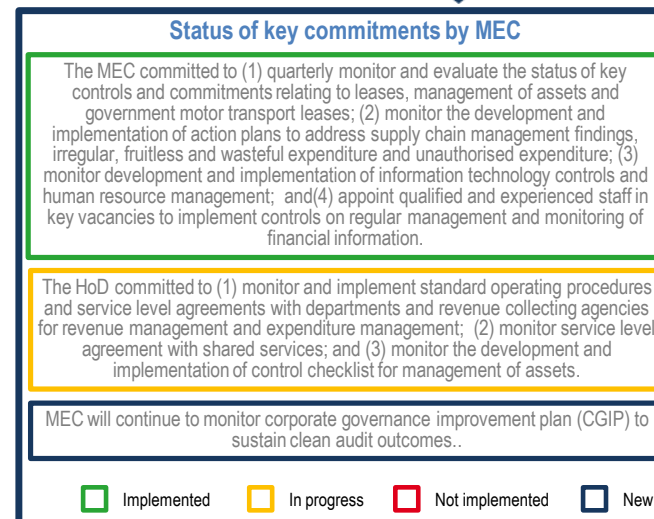 Status of key commitments by MEC
The MEC committed to (1) quarterly monitor and evaluate the status of key
controls and commitments relating to leases, management of assets and
government motor transport leases; (2) monitor the development and
implementation of action plans to address supply chain management findings,
irregular, fruitless and wasteful expenditure and unauthorised expenditure; (3)
monitor development and implementation of information technology controls and
human resource management; and(4) appoint qualified and experienced staff in
key vacancies to implement controls on regular management and monitoring of
financial information.
The HoD committed to (1) monitor and implement standard operating procedures
and service level agreements with departments and revenue collecting agencies
for revenue management and expenditure management; (2) monitor service level
agreement with shared services; and (3) monitor the development and
implementation of control checklist for management of assets.
MEC will continue to monitor corporate governance improvement plan (CGIP) to
sustain clean audit outcomes..
Implemented In progress Not implemented New